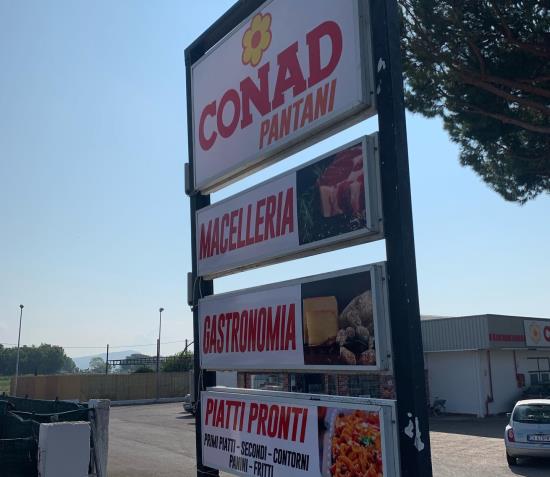 CONAD
PANTANI
MACELLERIA
GASTRONOMIA
PIATTI PRONTI
PRIMI PIATTI - SECONDI - CONTORNI
PANINI - FRITTI